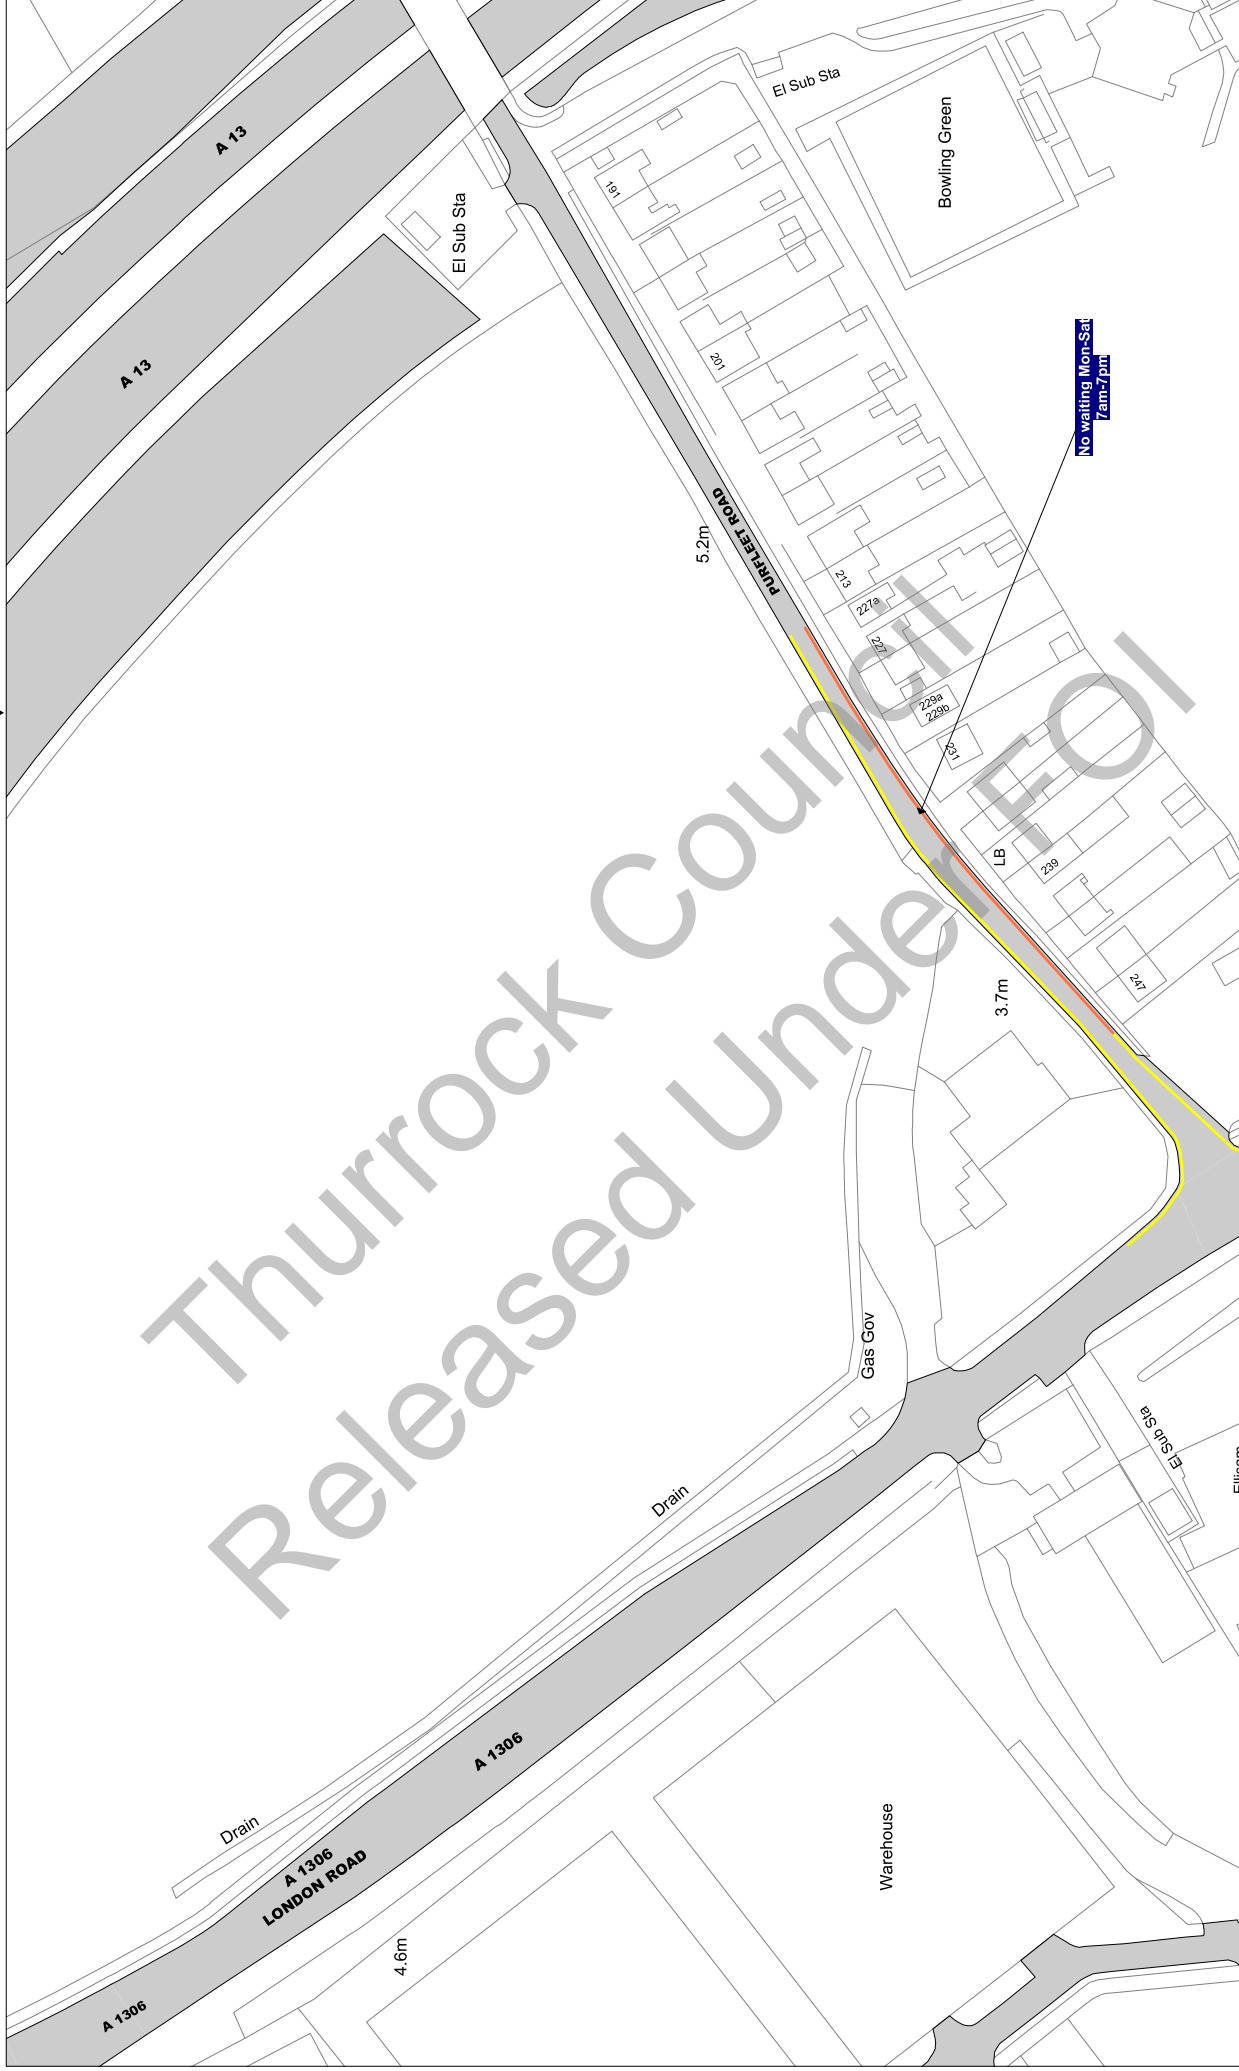 A 13
A 13
El Sub Sta
El Sub Sta
Bowling Green
191
201
PURFLEET ROAD
5.2m
213
227a
227
229a
229b
231
No waiting Mon-Sat
7am-7pm
LB
239
247
3.7m
Thurrock Council
Released Under FOI
Gas Gov
Drain
El Sub Sta
A 1306
Drain
A 1306
LONDON ROAD
Warehouse
4.6m
A 1306